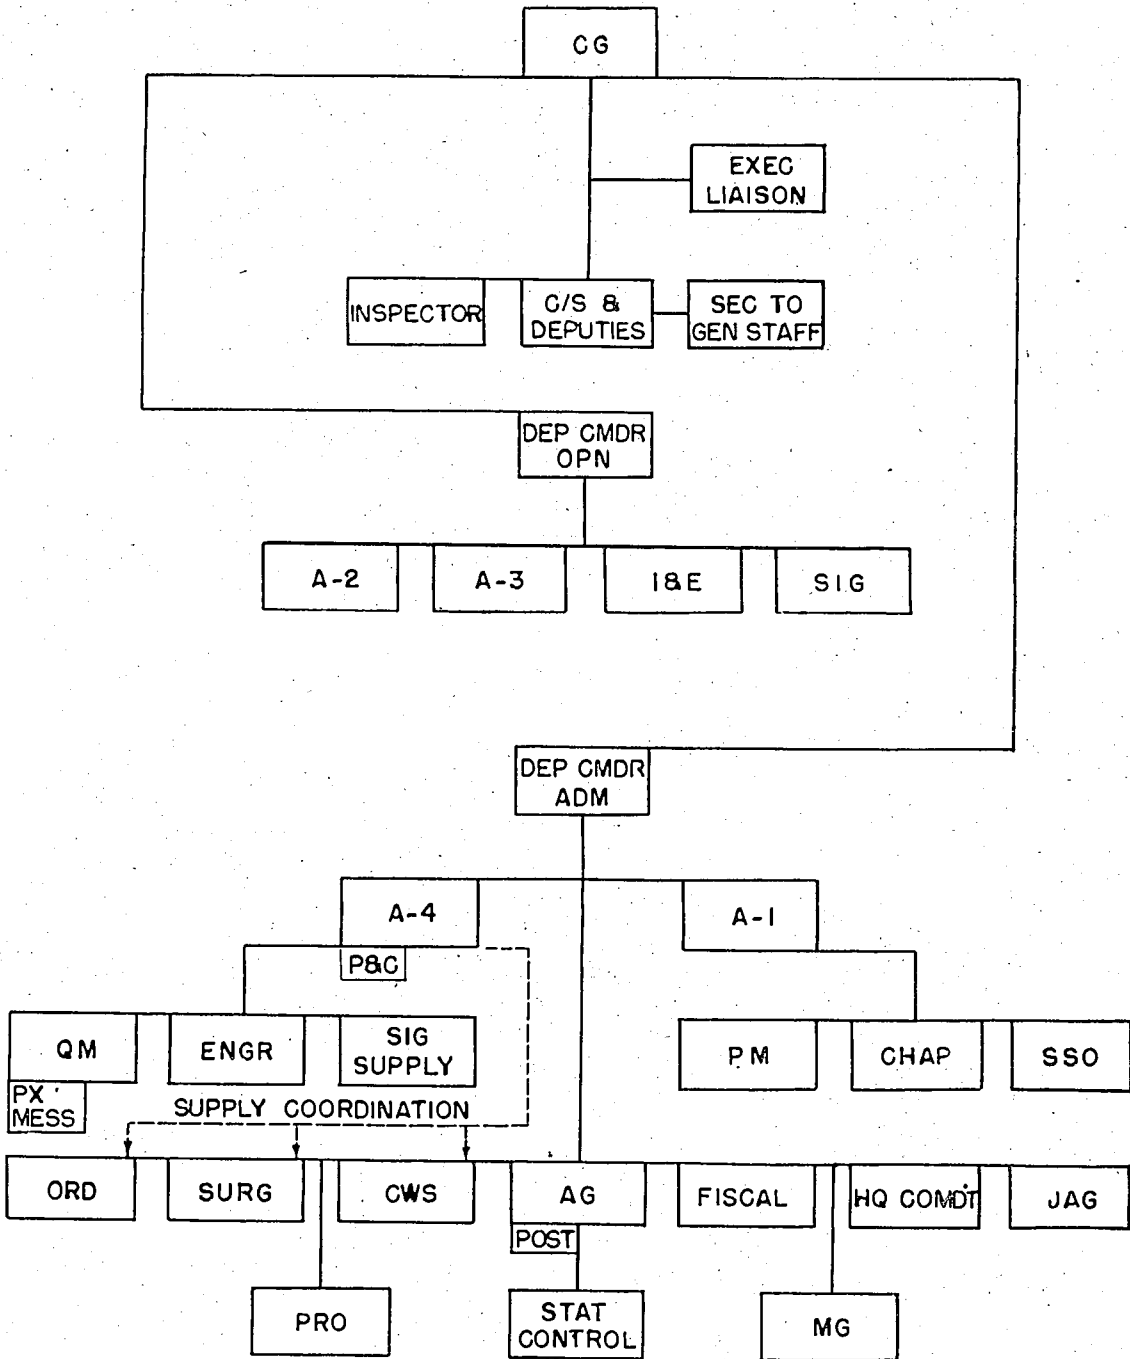 CG
EXEC
LIAISON
INSPECTOR
C/S &
DEPUTIES
SEC TO
GEN STAFF
DEP CMDR
OPN
A-2
A-3
I&E
SIG
DEP CMDR
ADM
A-4
A-1
P&C
QM
ENGR
SIG
SUPPLY
PM
CHAP
SSO
PX
MESS
SUPPLY COORDINATION
ORD
SURG
CWS
AG
FISCAL
HQ COMDT
JAG
POST
PRO
STAT
CONTROL
MG